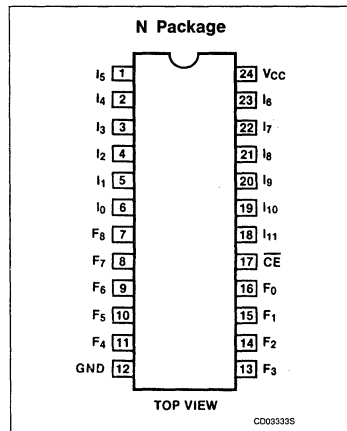 N Package
I5 1 24 VCC
I4 2 23 I6
I3 3 22 I7
I2 4 21 I8
I1 5 20 I9
I0 6 19 I10
F8 7 18 I11
F7 8 17 CE
F6 9 16 F0
F5 10 15 F1
F4 11 14 F2
GND 12 13 F3
TOP VIEW
CD03333S